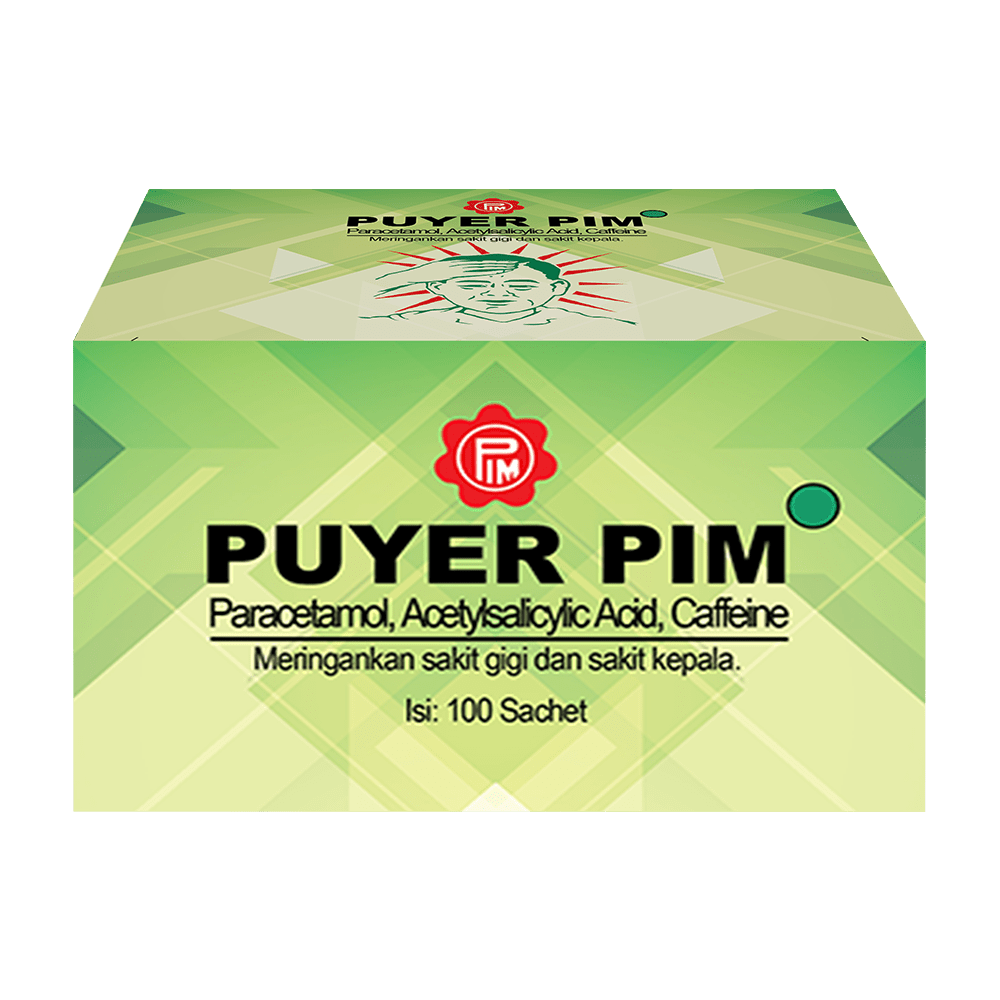 PIM
PUYER PIM
Paracetamol, Acetylsalicylic Acid, Caffeine
Meringankan sakit gigi dan sakit kepala.
PIM
PUYER PIM
Paracetamol, Acetylsalicylic Acid, Caffeine
Meringankan sakit gigi dan sakit kepala.
Isi: 100 Sachet